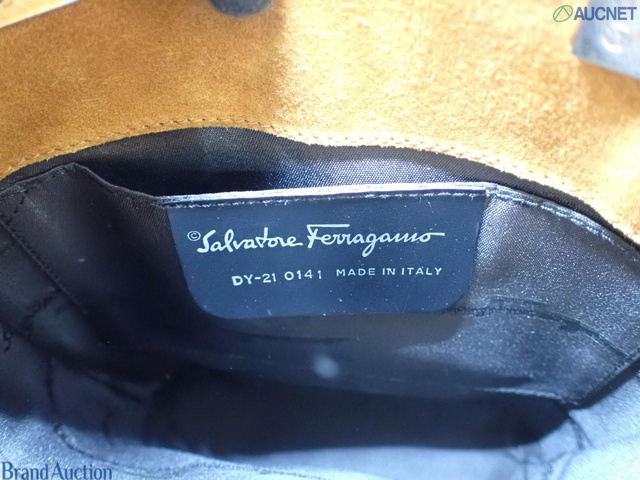 AUCNET
©Salvatore Ferragamo
DY-21 0141 MADE IN ITALY
Brand Auction